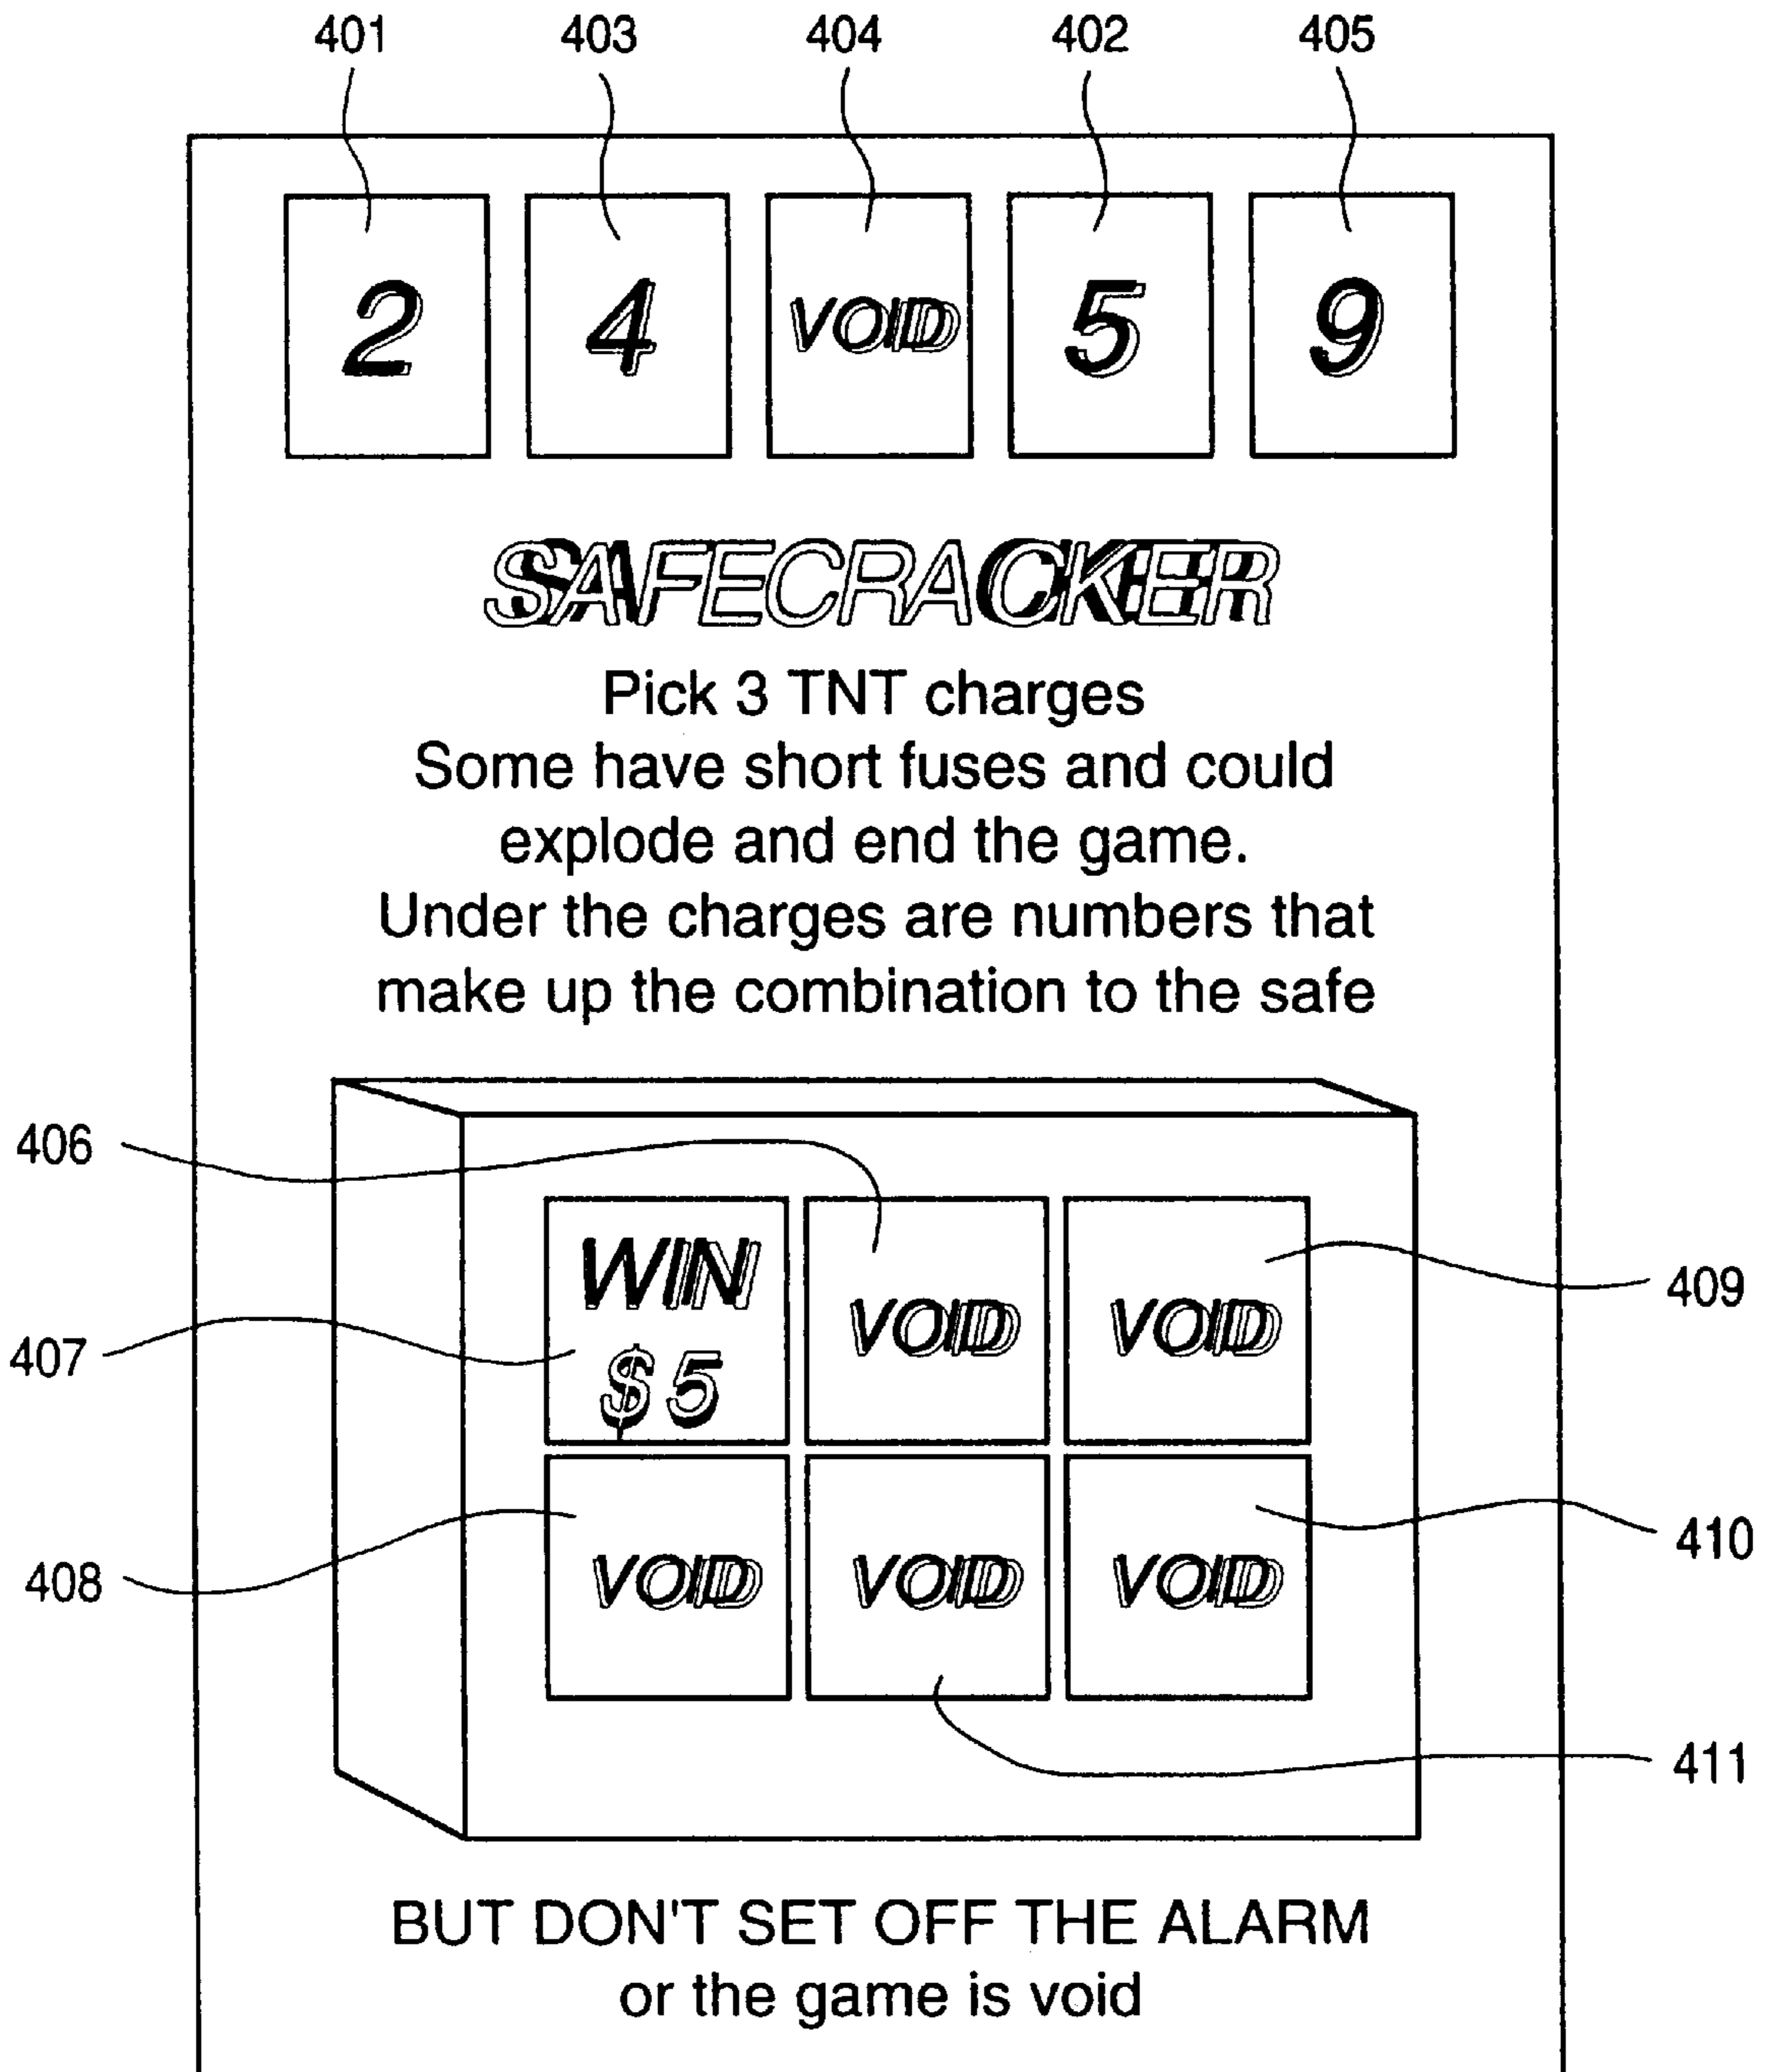 401 403 404 402 405
2 4 VOID 5 9
SAFECRACKER
Pick 3 TNT charges
Some have short fuses and could
explode and end the game.
Under the charges are numbers that
make up the combination to the safe
406
WIN VOID VOID
409
407
$5
VOID VOID VOID
410
408
411
BUT DON'T SET OFF THE ALARM
or the game is void